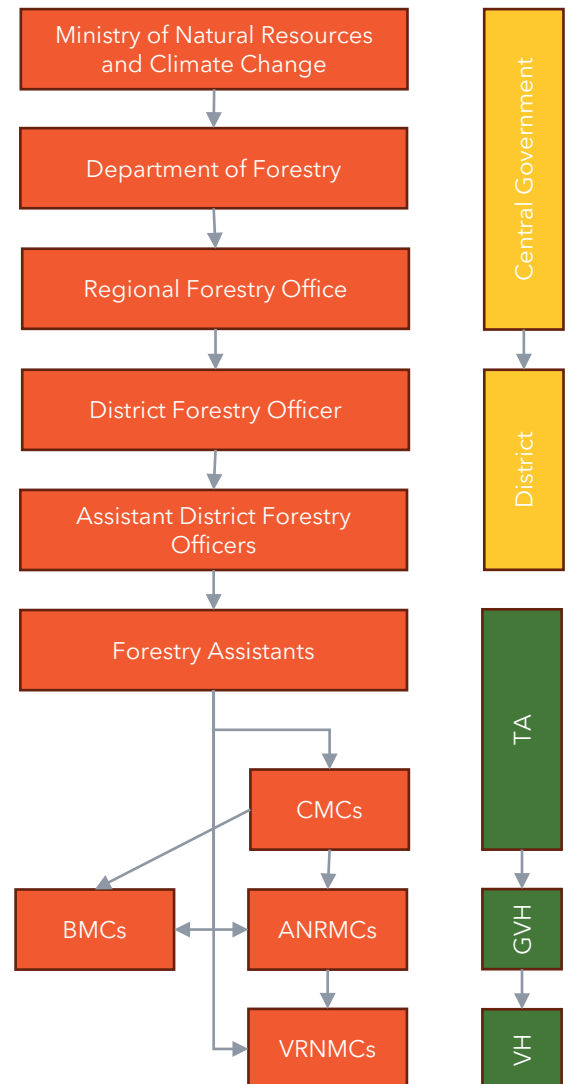 Ministry of Natural Resources
and Climate Change
Central Government
Department of Forestry
Regional Forestry Office
District Forestry Officer
District
Assistant District Forestry
Officers
Forestry Assistants
TA
CMCs
BMCs
ANRMCs
GVH
VRNMCs
VH